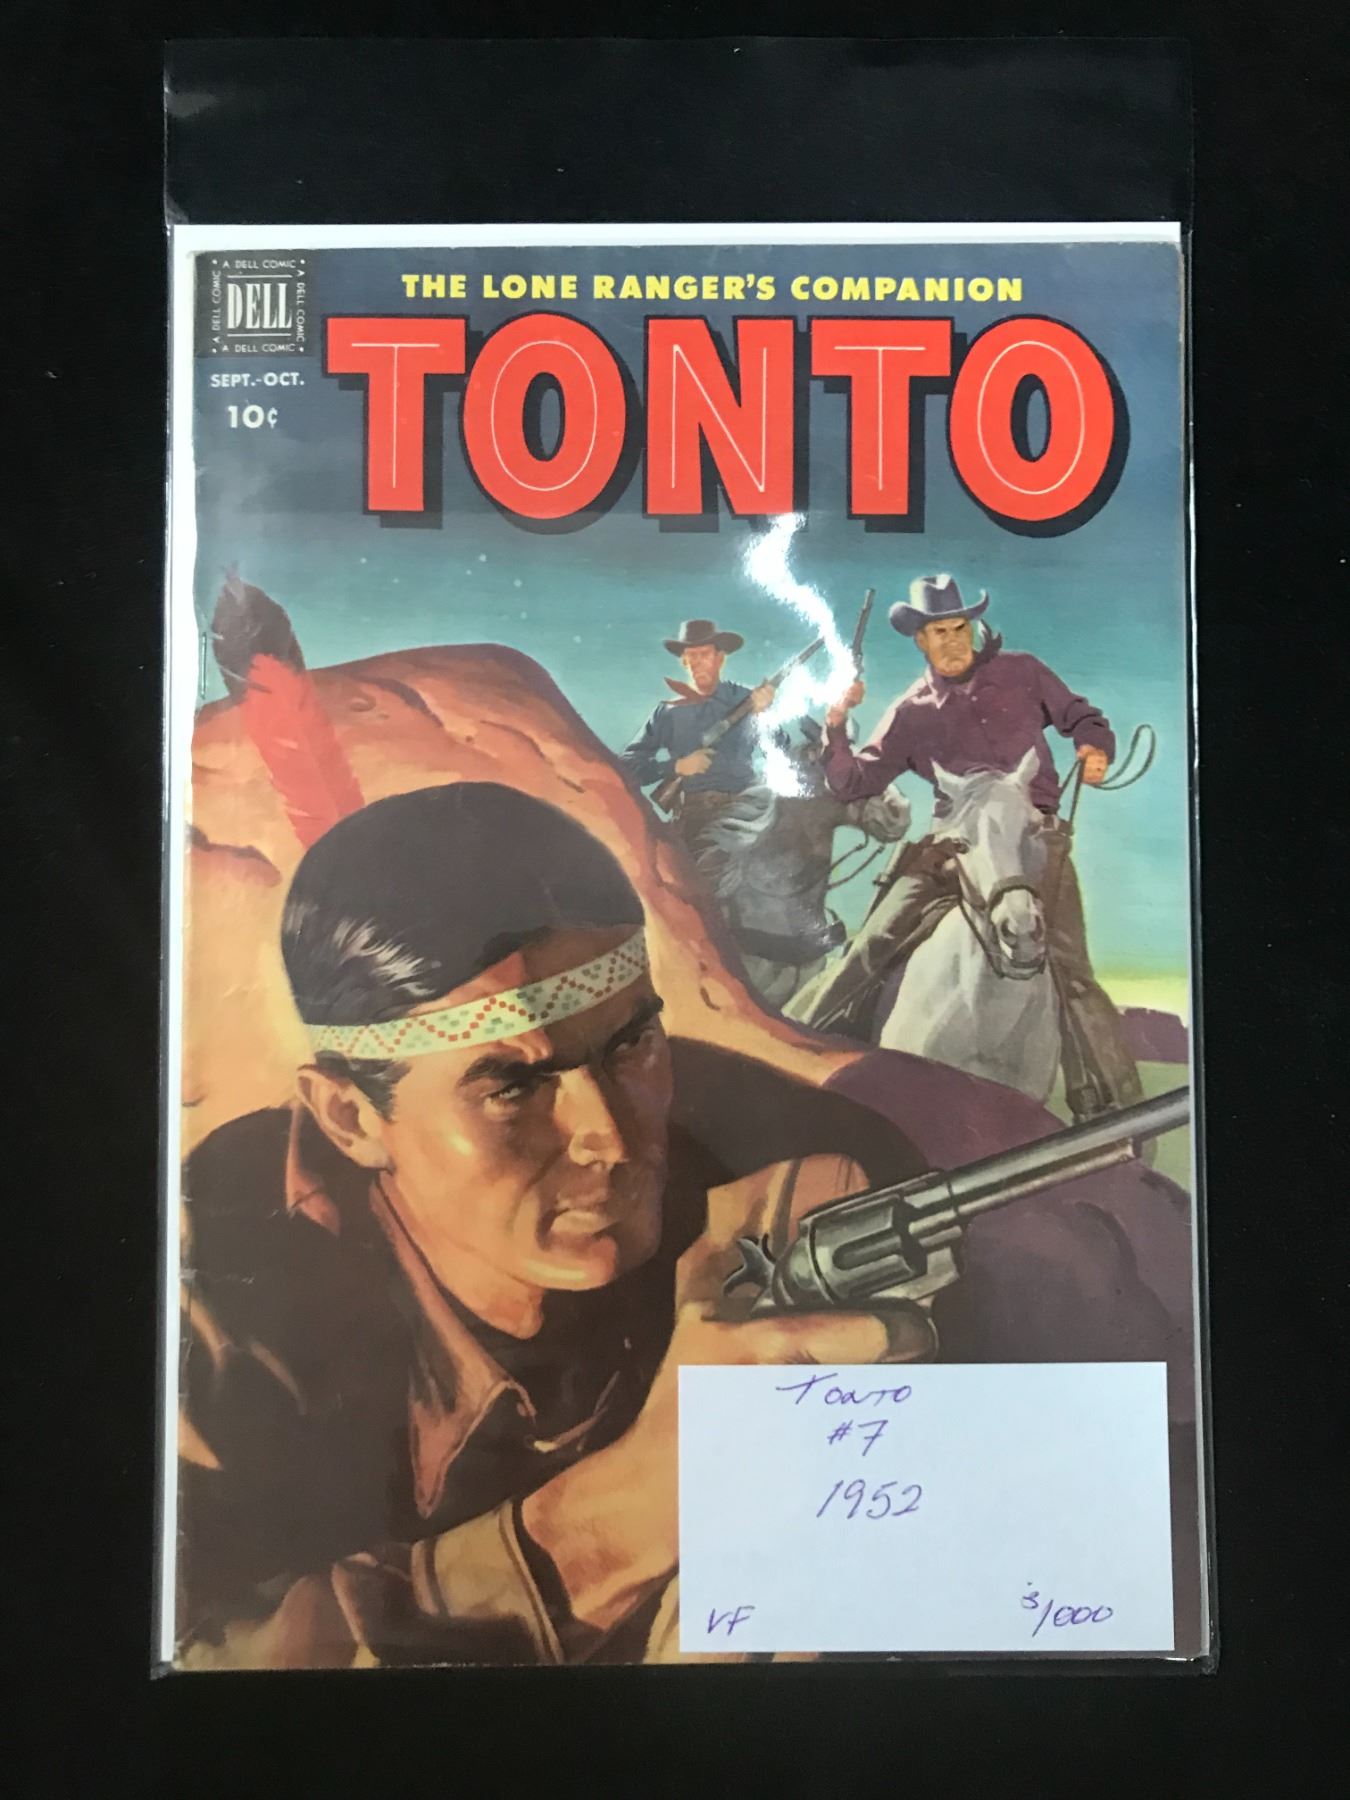 THE LONE RANGER'S COMPANION
• A DELL COMIC •
A DELL COMIC
DELL
A DELL COMIC
• A DELL COMIC •
TONTO
SEPT.-OCT.
10¢
TONTO
#7
1952
VF
$/000